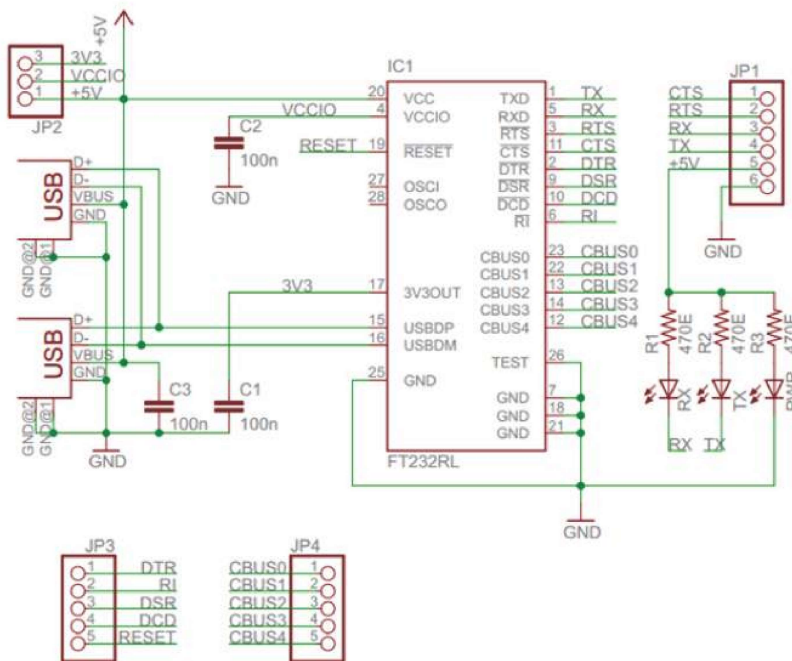 +5V
3 3V3
2 VCCIO
1 +5V
JP2
USB
D+
D-
VBUS
GND
GND@2
GND@1
USB
D+
D-
VBUS
GND
GND@2
GND@1
GND
VCCIO
C2
100n
GND
RESET
3V3
C3
100n
C1
100n
IC1
20 VCC
4 VCCIO
19 RESET
27 OSCI
28 OSCO
17 3V3OUT
15 USBDP
16 USBDM
25 GND
TXD 1 TX
RXD 5 RX
RTS 3 RTS
CTS 11 CTS
DTR 2 DTR
DSR 9 DSR
DCD 10 DCD
RI 6 RI
CBUS0 23 CBUS0
CBUS1 22 CBUS1
CBUS2 13 CBUS2
CBUS3 14 CBUS3
CBUS4 12 CBUS4
TEST 26
GND 7
GND 18
GND 21
FT232RL
GND
JP1
CTS 1
RTS 2
RX 3
TX 4
+5V 5
6
GND
R1
470E
R2
470E
R3
470E
RX
TX
PWR
RX
TX
JP3
1 DTR
2 RI
3 DSR
4 DCD
5 RESET
JP4
CBUS0 1
CBUS1 2
CBUS2 3
CBUS3 4
CBUS4 5